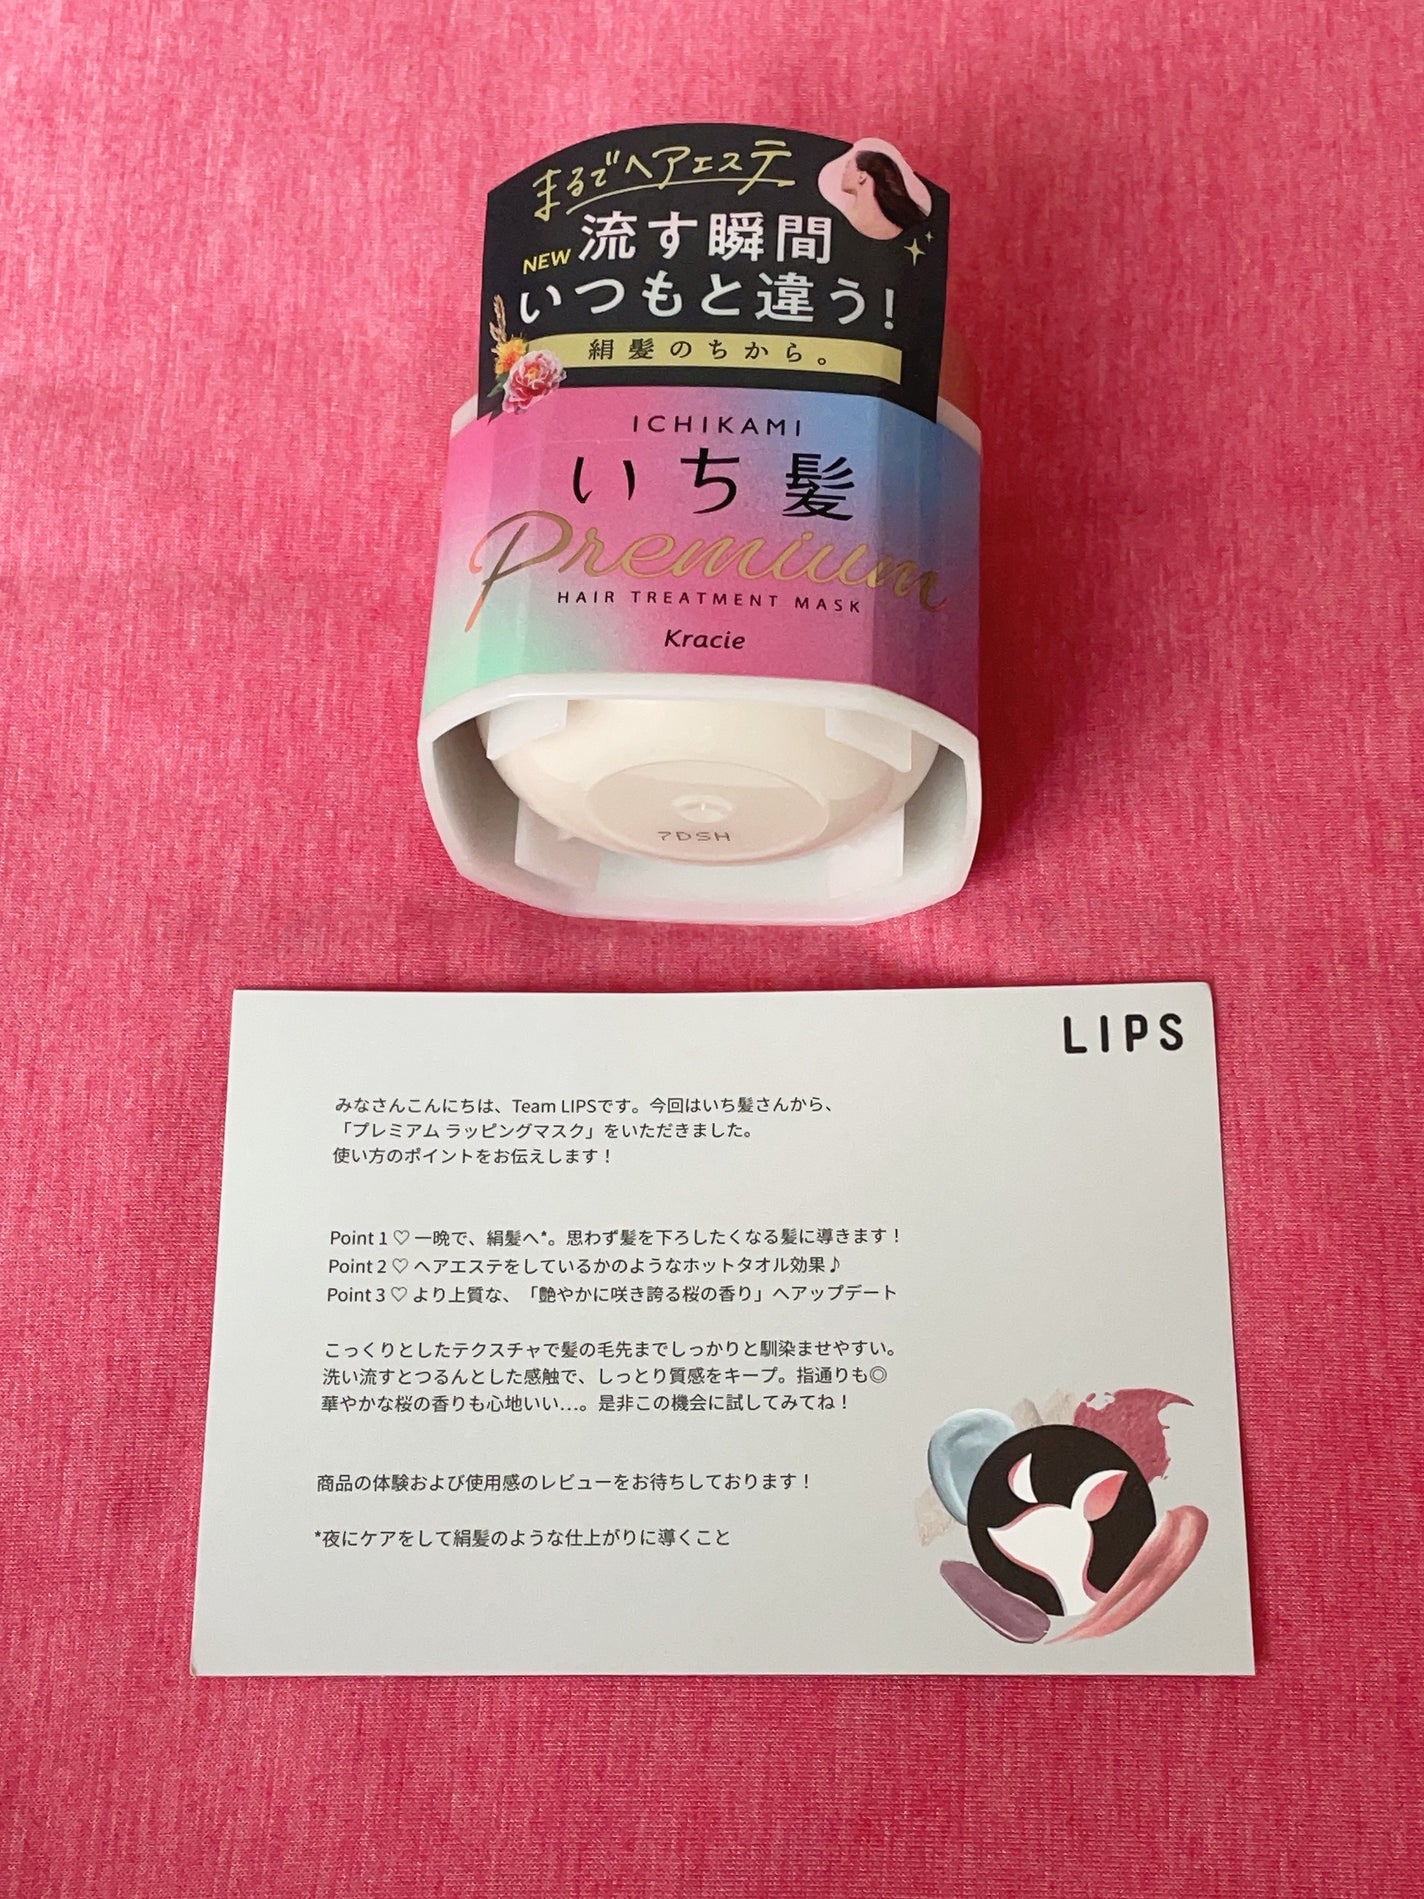 まるでヘアエステ
NEW 流す瞬間
いつもと違う!
絹髪のちから。
ICHIKAMI
いち髪
Premium
HAIR TREATMENT MASK
Kracie
7DSH
LIPS
みなさんこんにちは、Team LIPSです。今回はいち髪さんから、
「プレミアム ラッピングマスク」をいただきました。
使い方のポイントをお伝えします！
Point 1 ♡ 一晩で、絹髪へ*。思わず髪を下ろしたくなる髪に導きます！
Point 2 ♡ ヘアエステをしているかのようなホットタオル効果♪
Point 3 ♡ より上質な、「艶やかに咲き誇る桜の香り」へアップデート
こっくりとしたテクスチャで髪の毛先までしっかりと馴染ませやすい。
洗い流すとつるんとした感触で、しっとり質感をキープ。指通りも◎
華やかな桜の香りも心地いい…。是非この機会に試してみてね！
商品の体験および使用感のレビューをお待ちしております！
*夜にケアをして絹髪のような仕上がりに導くこと